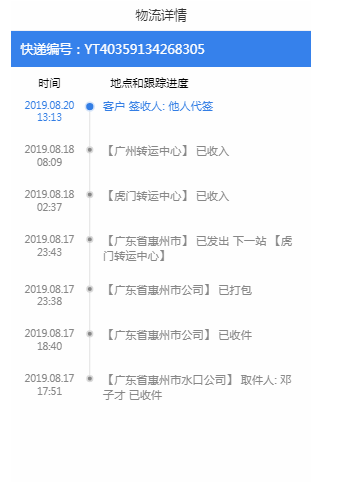 物流详情
快递编号：YT40359134268305
时间 地点和跟踪进度
2019.08.20
13:13
客户 签收人: 他人代签
2019.08.18
08:09
【广州转运中心】 已收入
2019.08.18
02:37
【虎门转运中心】 已收入
2019.08.17
23:43
【广东省惠州市】 已发出 下一站 【虎
门转运中心】
2019.08.17
23:38
【广东省惠州市公司】 已打包
2019.08.17
18:40
【广东省惠州市公司】 已收件
2019.08.17
17:51
【广东省惠州市水口公司】 取件人: 邓
子才 已收件